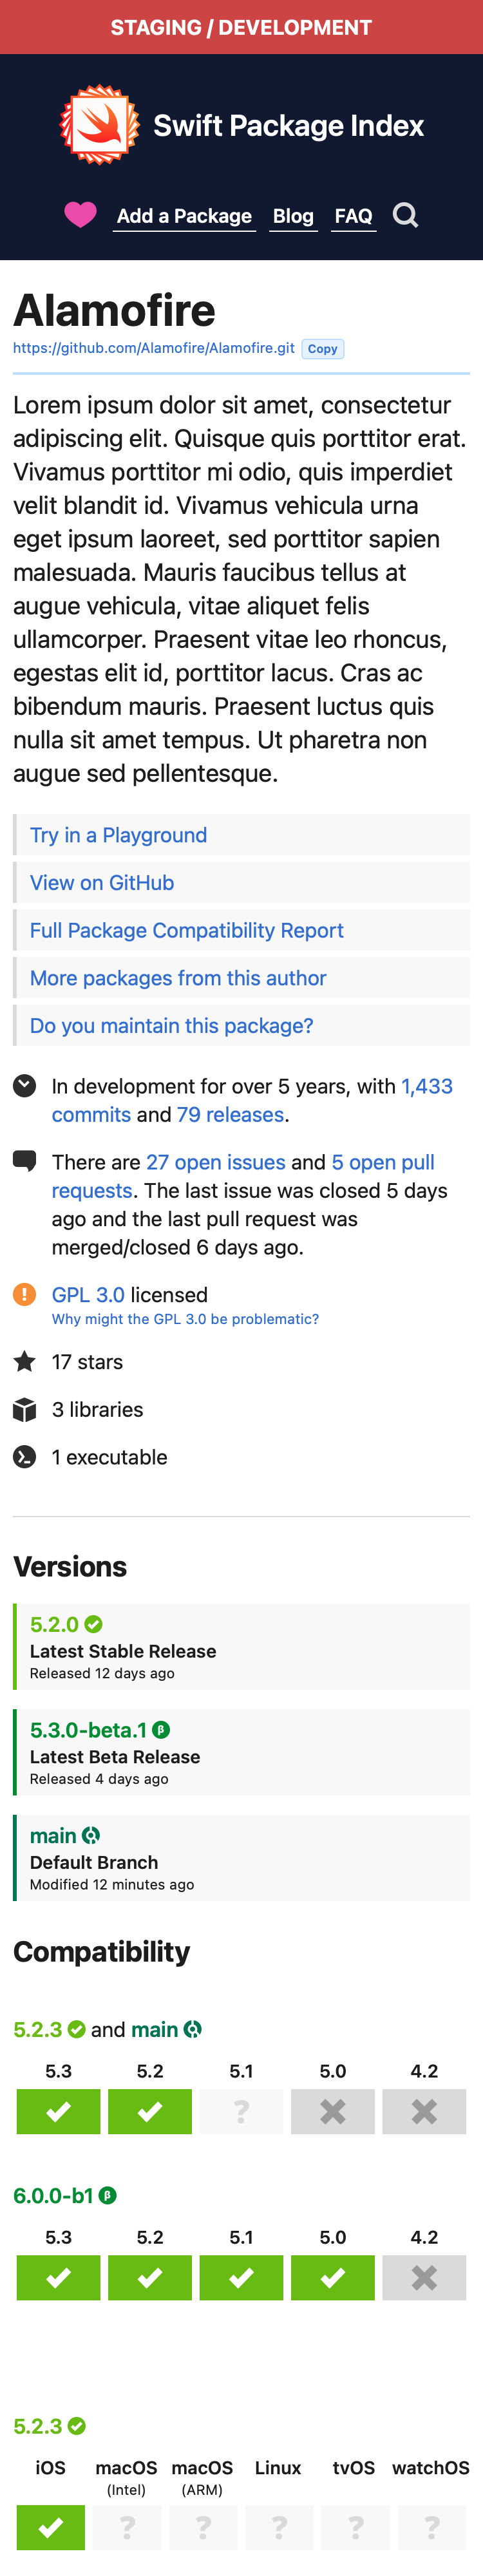 STAGING / DEVELOPMENT
Swift Package Index
Add a Package Blog FAQ
Alamofire
https://github.com/Alamofire/Alamofire.git Copy
Lorem ipsum dolor sit amet, consectetur
adipiscing elit. Quisque quis porttitor erat.
Vivamus porttitor mi odio, quis imperdiet
velit blandit id. Vivamus vehicula urna
eget ipsum laoreet, sed porttitor sapien
malesuada. Mauris faucibus tellus at
augue vehicula, vitae aliquet felis
ullamcorper. Praesent vitae leo rhoncus,
egestas elit id, porttitor lacus. Cras ac
bibendum mauris. Praesent luctus quis
nulla sit amet tempus. Ut pharetra non
augue sed pellentesque.
Try in a Playground
View on GitHub
Full Package Compatibility Report
More packages from this author
Do you maintain this package?
In development for over 5 years, with 1,433
commits and 79 releases.
There are 27 open issues and 5 open pull
requests. The last issue was closed 5 days
ago and the last pull request was
merged/closed 6 days ago.
GPL 3.0 licensed
Why might the GPL 3.0 be problematic?
17 stars
3 libraries
1 executable
Versions
5.2.0
Latest Stable Release
Released 12 days ago
5.3.0-beta.1 β
Latest Beta Release
Released 4 days ago
main
Default Branch
Modified 12 minutes ago
Compatibility
5.2.3 and main
5.3 5.2 5.1 5.0 4.2
?
6.0.0-b1 β
5.3 5.2 5.1 5.0 4.2
5.2.3
iOS macOS macOS Linux tvOS watchOS
(Intel) (ARM)
? ? ? ? ?